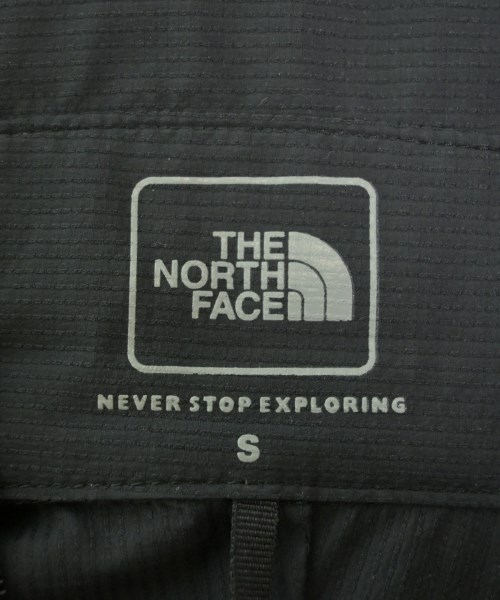 THE
NORTH
FACE
NEVER STOP EXPLORING
S